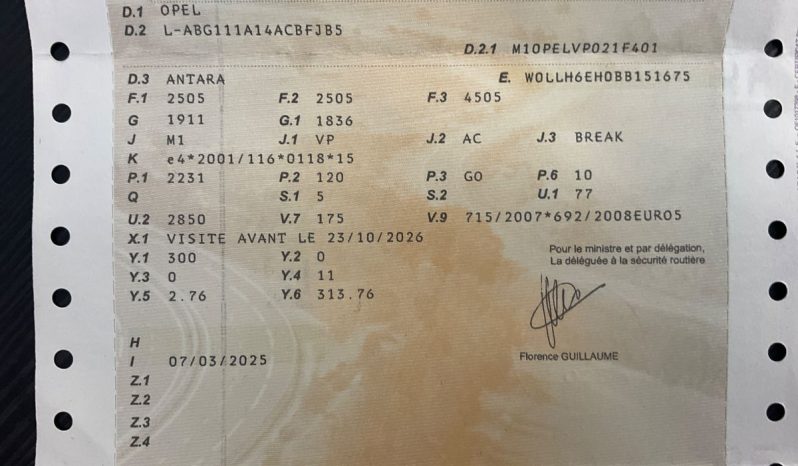 D.1 OPEL
D.2 L-ABG111A14ACBFJB5
D.2.1 M10PELVP021F401
D.3 ANTARA E. W0LLH6EH0BB151675
F.1 2505 F.2 2505 F.3 4505
G 1911 G.1 1836
J M1 J.1 VP J.2 AC J.3 BREAK
K e4*2001/116*0118*15
P.1 2231 P.2 120 P.3 GO P.6 10
Q S.1 5 S.2 U.1 77
U.2 2850 V.7 175 V.9 715/2007*692/2008EURO5
X.1 VISITE AVANT LE 23/10/2026
Y.1 300 Y.2 0
Y.3 0 Y.4 11
Y.5 2.76 Y.6 313.76
Pour le ministre et par délégation,
La déléguée à la sécurité routière
Florence GUILLAUME
H
I 07/03/2025
Z.1
Z.2
Z.3
Z.4